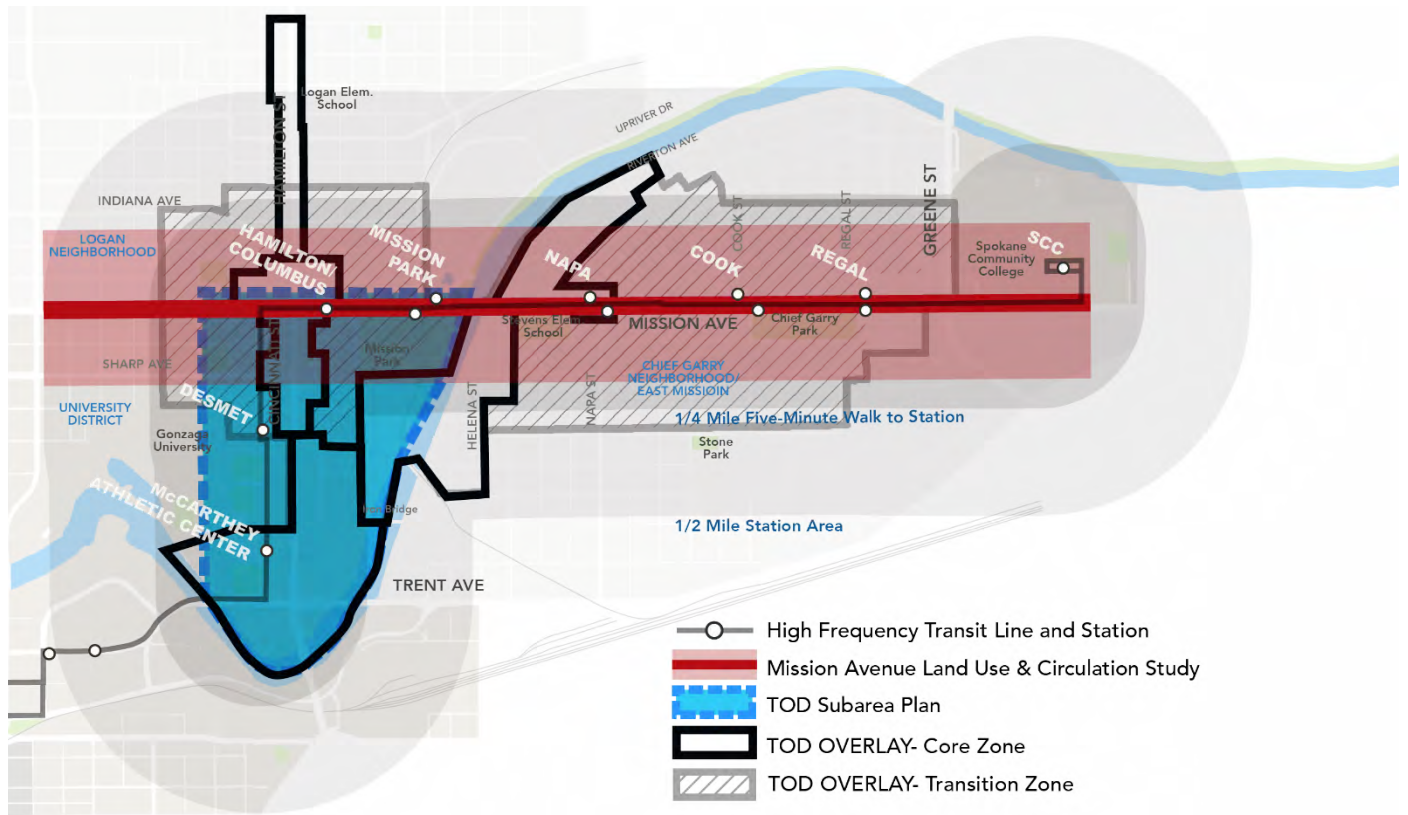 Logan Elem.
School
HAMILTON ST
UPRIVER DR
RIVERTON AVE
INDIANA AVE
LOGAN
NEIGHBORHOOD
HAMILTON/
COLUMBUS
MISSION
PARK
NAPA
COOK
COOK ST
REGAL
REGAL ST
GREENE ST
SCC
Spokane
Community
College
Stevens Elem.
School
MISSION AVE
Chief Garry
Park
Mission
Park
SHARP AVE
CINCINNATI ST
CHIEF GARRY
NEIGHBORHOOD/
EAST MISSIOIN
UNIVERSITY
DISTRICT
DESMET
Gonzaga
University
HELENA ST
NAPA ST
1/4 Mile Five-Minute Walk to Station
Stone
Park
McCARTHEY
ATHLETIC CENTER
Iron Bridge
1/2 Mile Station Area
TRENT AVE
High Frequency Transit Line and Station
Mission Avenue Land Use & Circulation Study
TOD Subarea Plan
TOD OVERLAY- Core Zone
TOD OVERLAY- Transition Zone